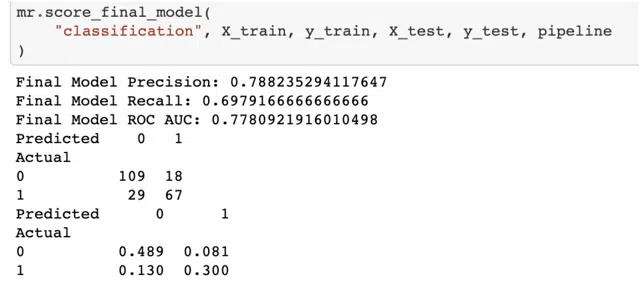 mr.score_final_model(
    "classification", X_train, y_train, X_test, y_test, pipeline
)
Final Model Precision: 0.788235294117647
Final Model Recall: 0.6979166666666666
Final Model ROC AUC: 0.7780921916010498
Predicted    0   1
Actual
0          109  18
1           29  67
Predicted      0      1
Actual
0          0.489  0.081
1          0.130  0.300